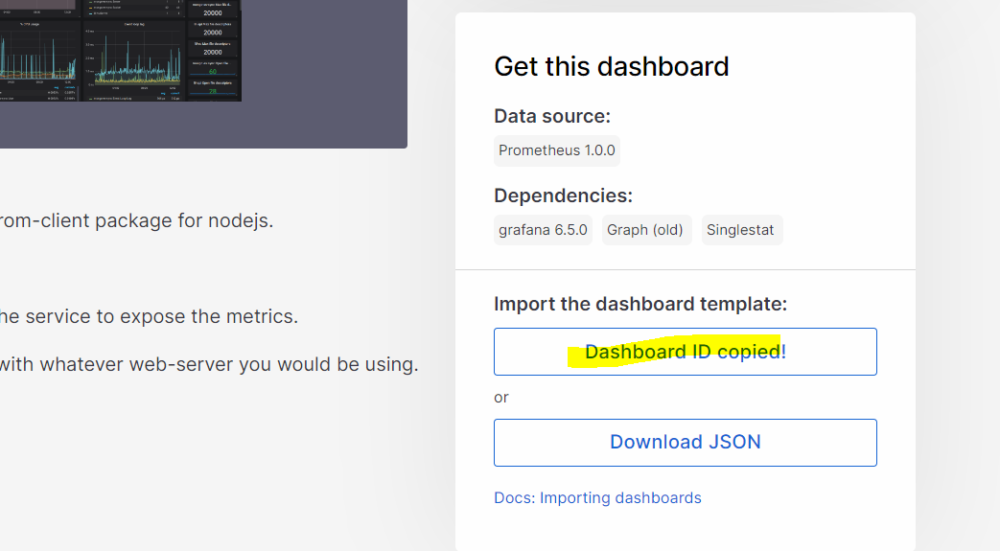 20000
20000
20000
60
28
Get this dashboard
Data source:
Prometheus 1.0.0
rom-client package for nodejs.
Dependencies:
grafana 6.5.0 Graph (old) Singlestat
he service to expose the metrics.
Import the dashboard template:
with whatever web-server you would be using.
Dashboard ID copied!
or
Download JSON
Docs: Importing dashboards